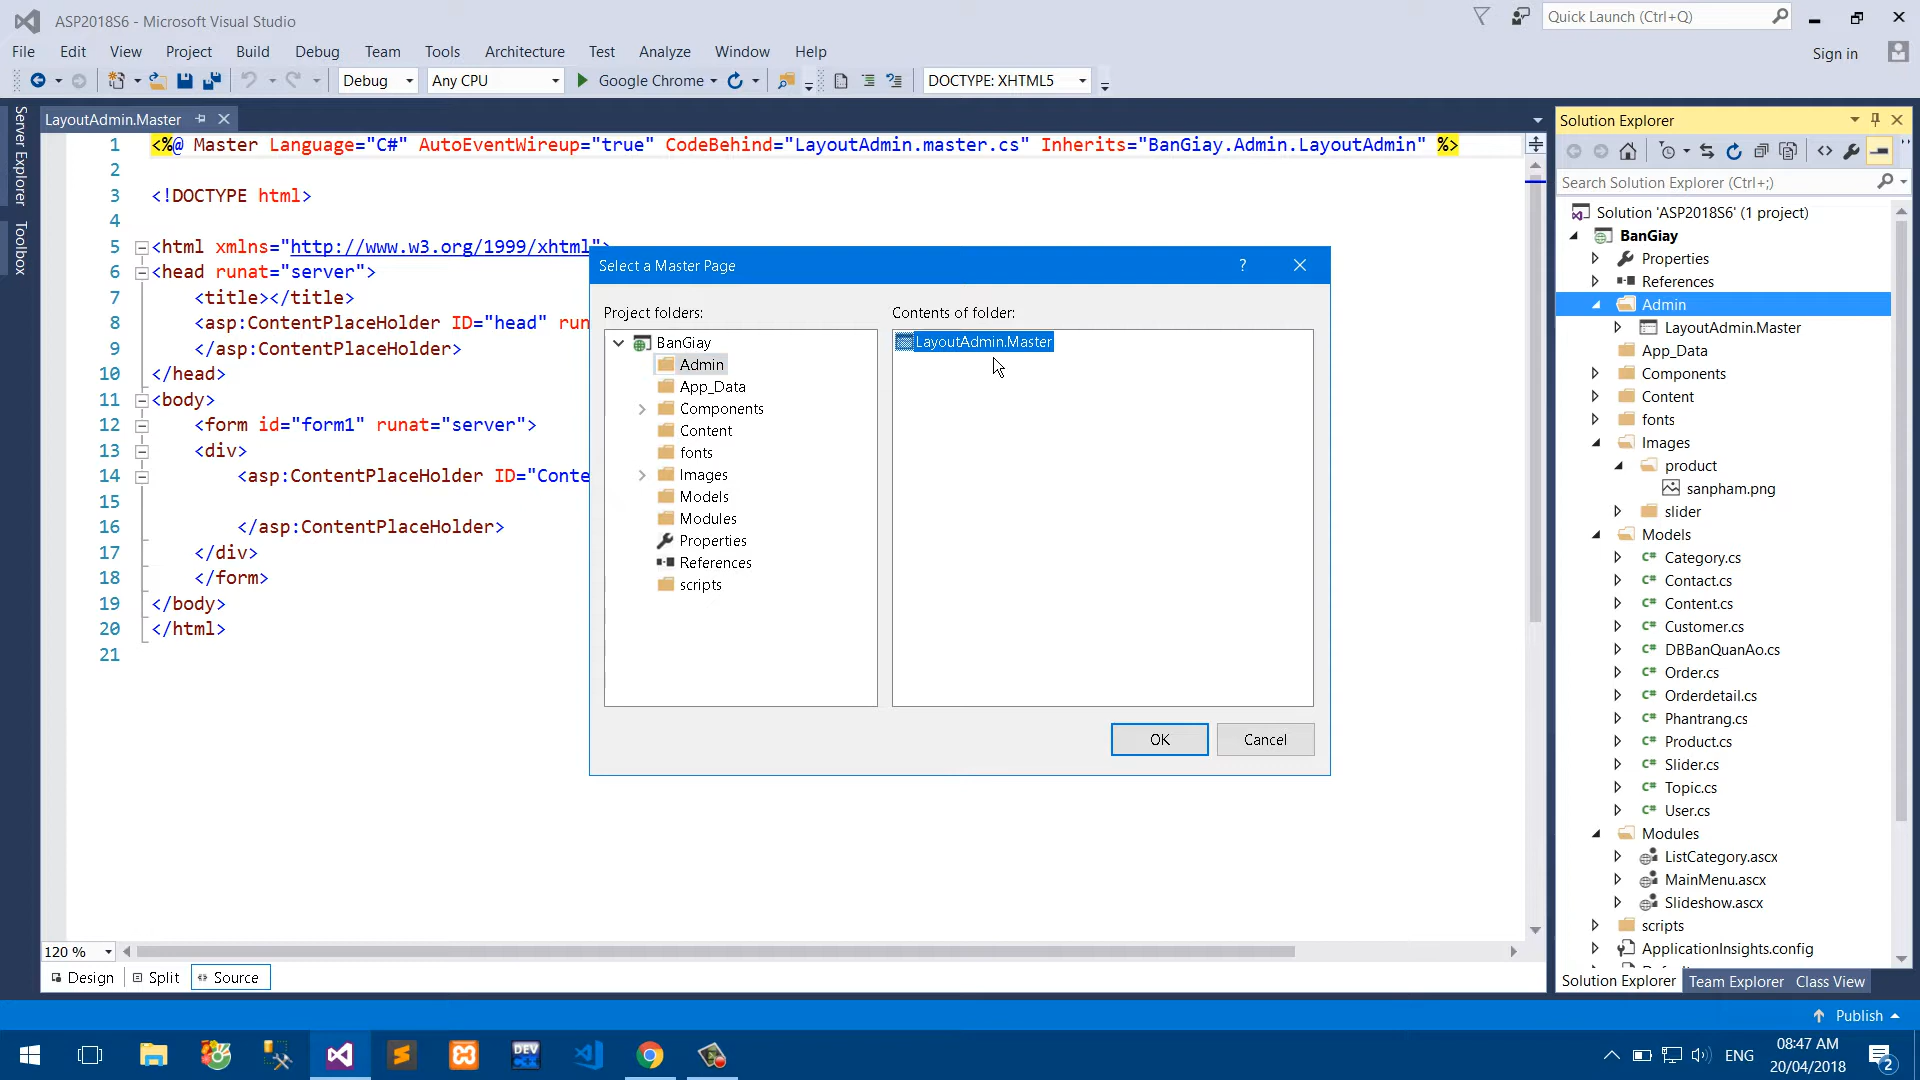 ASP2018S6 - Microsoft Visual Studio
Quick Launch (Ctrl+Q)
File Edit View Project Build Debug Team Tools Architecture Test Analyze Window Help
Sign in
Debug Any CPU Google Chrome DOCTYPE: XHTML5
Server Explorer
Toolbox
LayoutAdmin.Master
1 <%@ Master Language="C#" AutoEventWireup="true" CodeBehind="LayoutAdmin.master.cs" Inherits="BanGiay.Admin.LayoutAdmin" %>
2
3 <!DOCTYPE html>
4
5 <html xmlns="http://www.w3.org/1999/xhtml">
6 <head runat="server">
7 <title></title>
8 <asp:ContentPlaceHolder ID="head" run
9 </asp:ContentPlaceHolder>
10 </head>
11 <body>
12 <form id="form1" runat="server">
13 <div>
14 <asp:ContentPlaceHolder ID="Conte
15
16 </asp:ContentPlaceHolder>
17 </div>
18 </form>
19 </body>
20 </html>
21
120 %
Design Split Source
Select a Master Page
?
Project folders:
BanGiay
Admin
App_Data
Components
Content
fonts
Images
Models
Modules
Properties
References
scripts
Contents of folder:
LayoutAdmin.Master
OK Cancel
Solution Explorer
Search Solution Explorer (Ctrl+;)
Solution 'ASP2018S6' (1 project)
BanGiay
Properties
References
Admin
LayoutAdmin.Master
App_Data
Components
Content
fonts
Images
product
sanpham.png
slider
Models
C# Category.cs
C# Contact.cs
C# Content.cs
C# Customer.cs
C# DBBanQuanAo.cs
C# Order.cs
C# Orderdetail.cs
C# Phantrang.cs
C# Product.cs
C# Slider.cs
C# Topic.cs
C# User.cs
Modules
ListCategory.ascx
MainMenu.ascx
Slideshow.ascx
scripts
ApplicationInsights.config
Solution Explorer Team Explorer Class View
Publish
DEV
ENG
08:47 AM
20/04/2018
2